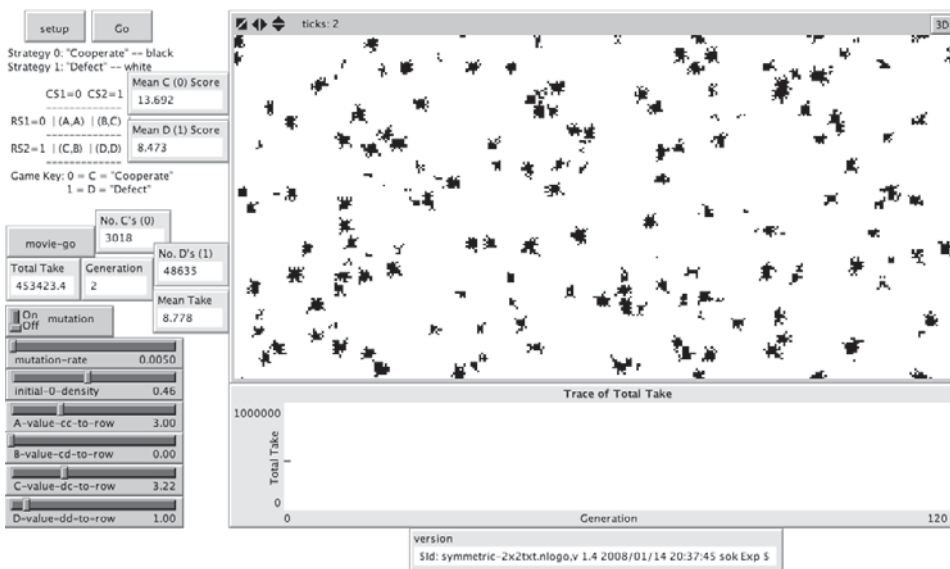 setup
Go
ticks: 2
3D
Strategy 0: "Cooperate" -- black
Strategy 1: "Defect" -- white
Mean C (0) Score
13.692
CS1=0 CS2=1
-------------
RS1=0 | (A,A) | (B,C)
-------------
Mean D (1) Score
8.473
RS2=1 | (C,B) | (D,D)
-------------
Game Key: 0 = C = "Cooperate"
1 = D = "Defect"
No. C's (0)
3018
movie-go
No. D's (1)
48635
Total Take
453423.4
Generation
2
Mean Take
8.778
On
Off
mutation
mutation-rate 0.0050
initial-0-density 0.46
A-value-cc-to-row 3.00
B-value-cd-to-row 0.00
C-value-dc-to-row 3.22
D-value-dd-to-row 1.00
Trace of Total Take
1000000
Total Take
0
0
Generation
120
version
$Id: symmetric-2x2txt.nlogo,v 1.4 2008/01/14 20:37:45 sok Exp $